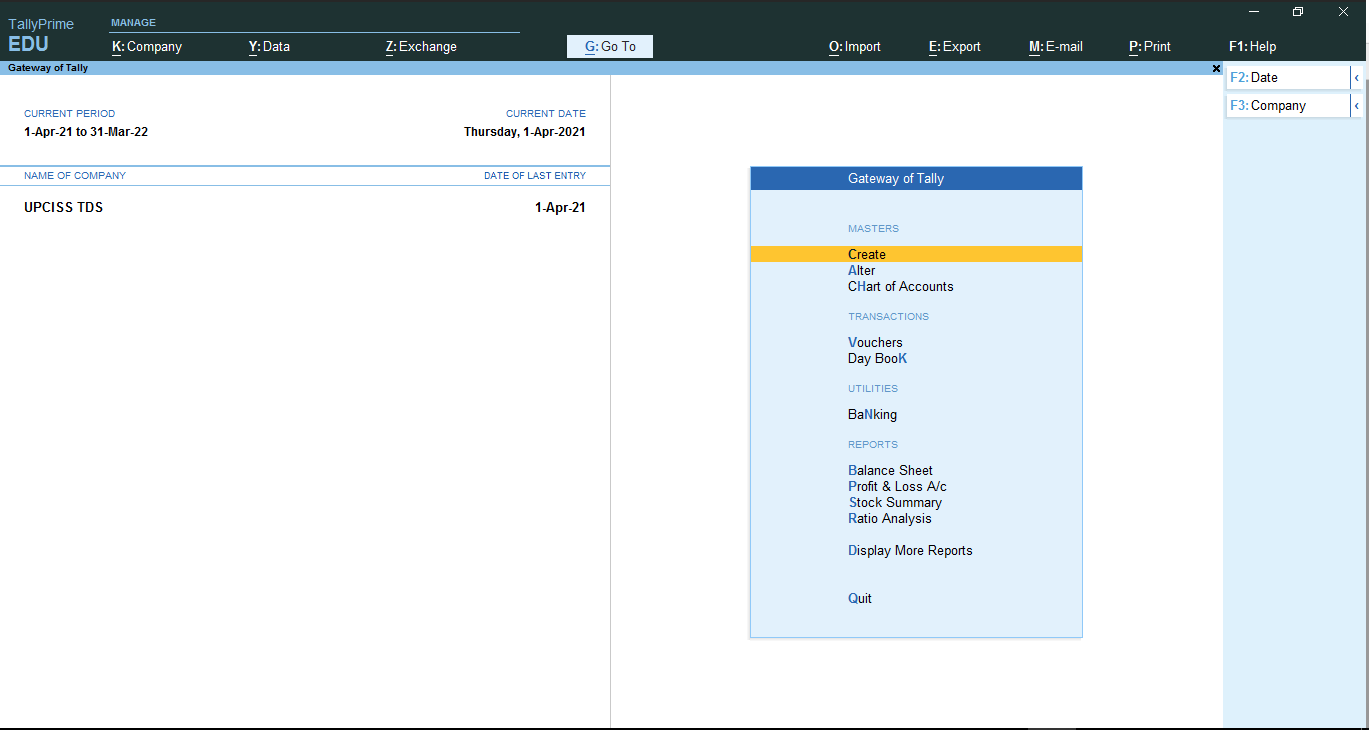 TallyPrime
EDU
MANAGE
K: Company Y: Data Z: Exchange G: Go To O: Import E: Export M: E-mail P: Print F1: Help
Gateway of Tally
F2: Date
F3: Company
CURRENT PERIOD CURRENT DATE
1-Apr-21 to 31-Mar-22 Thursday, 1-Apr-2021
NAME OF COMPANY DATE OF LAST ENTRY
UPCISS TDS 1-Apr-21
Gateway of Tally
MASTERS
Create
Alter
CHart of Accounts
TRANSACTIONS
Vouchers
Day BooK
UTILITIES
BaNking
REPORTS
Balance Sheet
Profit & Loss A/c
Stock Summary
Ratio Analysis
Display More Reports
Quit